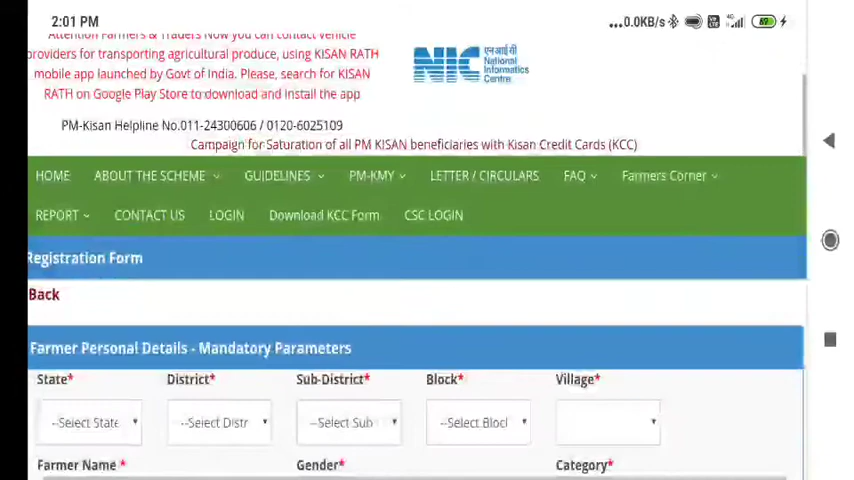 2:01 PM
...0.0KB/s 4G 67
Attention Farmers & Traders Now you can contact vehicle
providers for transporting agricultural produce, using KISAN RATH
mobile app launched by Govt of India. Please, search for KISAN
RATH on Google Play Store to download and install the app
NIC एन आई सी
National
Informatics
Centre
PM-Kisan Helpline No.011-24300606 / 0120-6025109
Campaign for Saturation of all PM KISAN beneficiaries with Kisan Credit Cards (KCC)
HOME ABOUT THE SCHEME GUIDELINES PM-KMY LETTER / CIRCULARS FAQ Farmers Corner
REPORT CONTACT US LOGIN Download KCC Form CSC LOGIN
Registration Form
Back
Farmer Personal Details - Mandatory Parameters
State* District* Sub-District* Block* Village*
--Select State --Select Distr --Select Sub --Select Block
Farmer Name * Gender* Category*